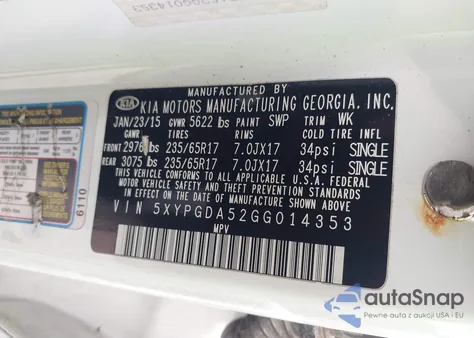 MANUFACTURED BY
KIA KIA MOTORS MANUFACTURING GEORGIA, INC.
JAN/23/15 GVWR 5622 lbs PAINT SWP TRIM WK
GAWR TIRES RIMS COLD TIRE INFL
FRONT 2976 lbs 235/65R17 7.0JX17 34psi SINGLE
REAR 3075 lbs 235/65R17 7.0JX17 34psi SINGLE
THIS VEHICLE CONFORMS TO ALL APPLICABLE U.S.A. FEDERAL
MOTOR VEHICLE SAFETY AND THEFT PREVENTION STANDARDS IN
EFFECT ON THE DATE OF MANUFACTURE SHOWN ABOVE.
VIN 5XYPGDA52GG014353
MPV
6110
autoSnap
Pewne auta z aukcji USA i EU